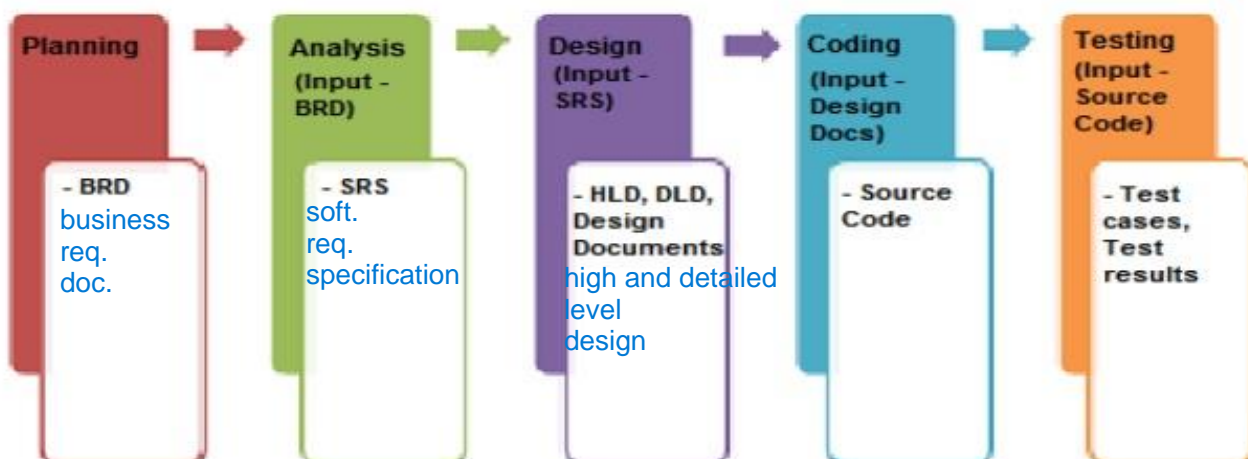 Planning
- BRD
business
req.
doc.
Analysis
(Input -
BRD)
- SRS
soft.
req.
specification
Design
(Input -
SRS)
- HLD, DLD,
Design
Documents
high and detailed
level
design
Coding
(Input -
Design
Docs)
- Source
Code
Testing
(Input -
Source
Code)
- Test
cases,
Test
results